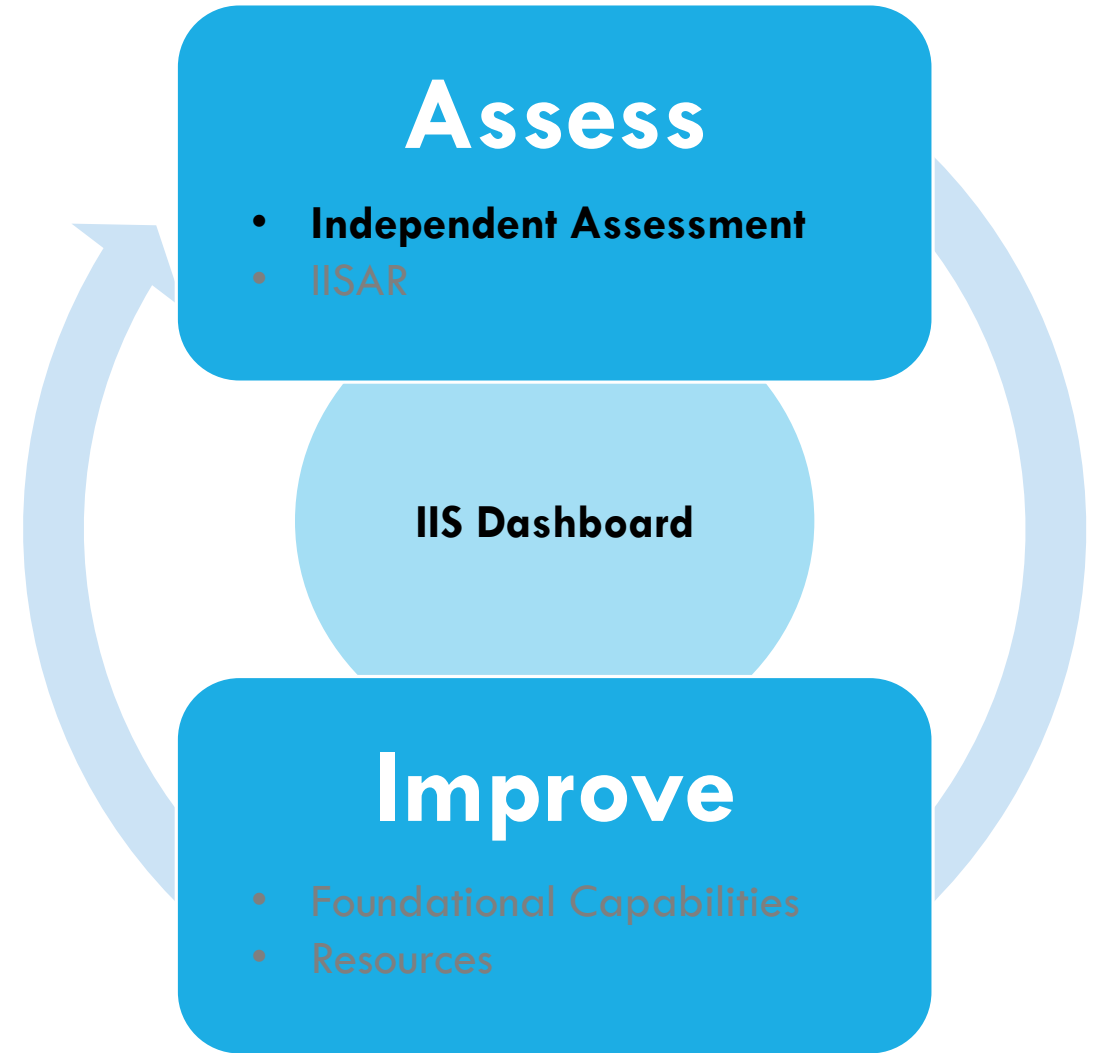 Assess
• Independent Assessment
• IISAR
IIS Dashboard
Improve
• Foundational Capabilities
• Resources